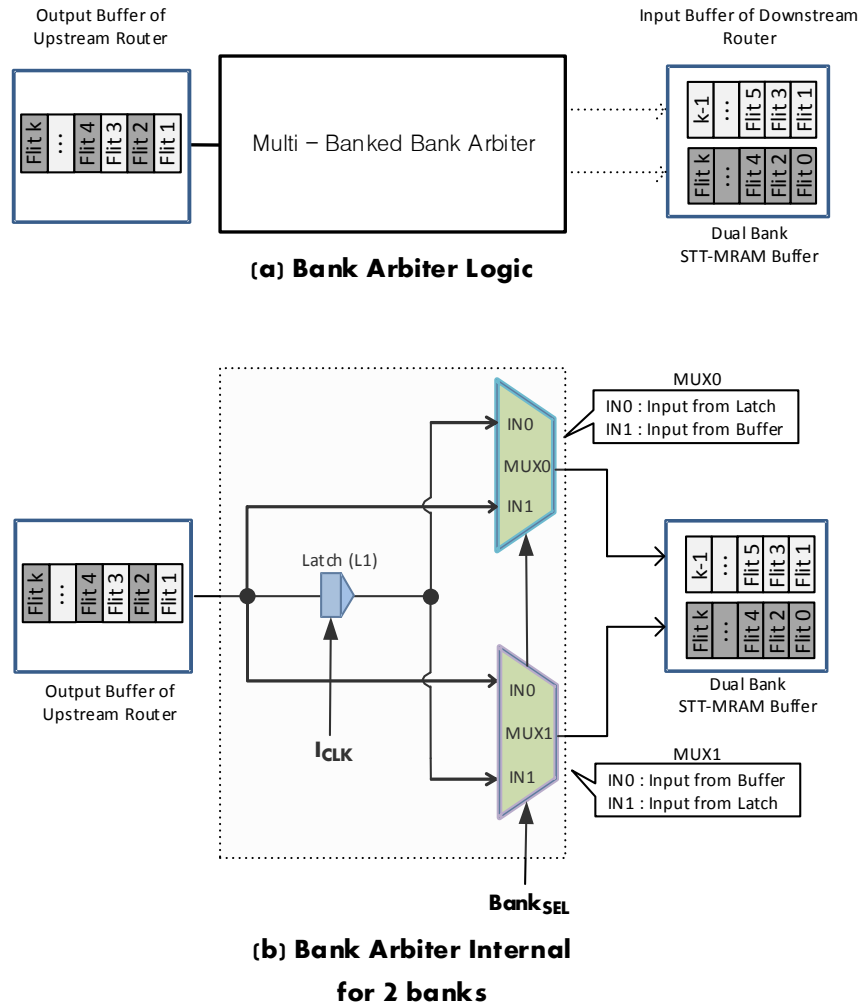 Output Buffer of
Upstream Router
Input Buffer of Downstream
Router
Flit k
...
Flit 4
Flit 3
Flit 2
Flit 1
Multi – Banked Bank Arbiter
k-1
...
Flit 5
Flit 3
Flit 1
Flit k
...
Flit 4
Flit 2
Flit 0
Dual Bank
STT-MRAM Buffer
(a) Bank Arbiter Logic
MUX0
IN0 : Input from Latch
IN1 : Input from Buffer
IN0
MUX0
IN1
Latch (L1)
Flit k
...
Flit 4
Flit 3
Flit 2
Flit 1
k-1
...
Flit 5
Flit 3
Flit 1
Flit k
...
Flit 4
Flit 2
Flit 0
Output Buffer of
Upstream Router
IN0
MUX1
IN1
Dual Bank
STT-MRAM Buffer
ICLK
MUX1
IN0 : Input from Buffer
IN1 : Input from Latch
BankSEL
(b) Bank Arbiter Internal
for 2 banks